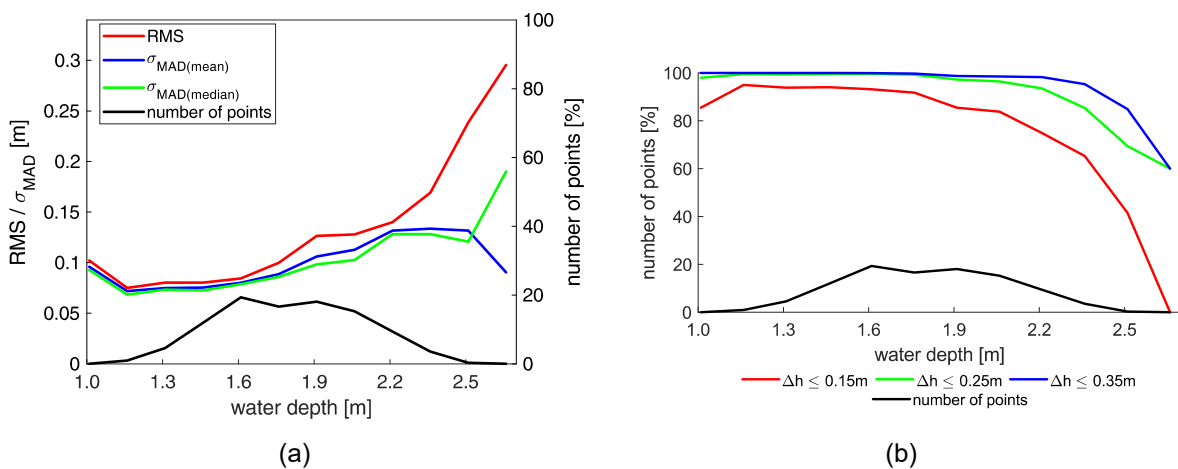 RMS
σMAD(mean)
σMAD(median)
number of points
RMS / σMAD [m]
0
0.05
0.1
0.15
0.2
0.25
0.3
0
20
40
60
80
100
number of points [%]
1.0 1.3 1.6 1.9 2.2 2.5
water depth [m]
(a)
number of points [%]
100
80
60
40
20
0
1.0 1.3 1.6 1.9 2.2 2.5
water depth [m]
Δh ≤ 0.15m Δh ≤ 0.25m Δh ≤ 0.35m
number of points
(b)